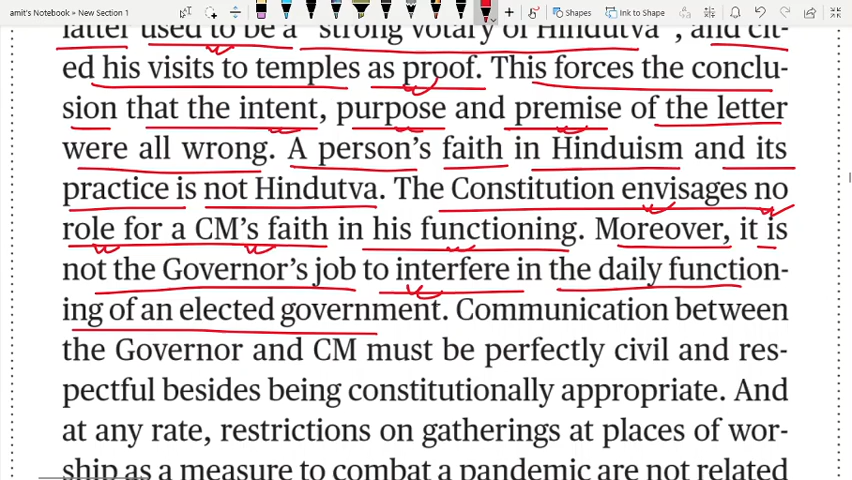 amit's Notebook » New Section 1
Shapes
Ink to Shape
latter used to be a "strong votary of Hindutva", and cit-
ed his visits to temples as proof. This forces the conclu-
sion that the intent, purpose and premise of the letter
were all wrong. A person's faith in Hinduism and its
practice is not Hindutva. The Constitution envisages no
role for a CM's faith in his functioning. Moreover, it is
not the Governor's job to interfere in the daily function-
ing of an elected government. Communication between
the Governor and CM must be perfectly civil and res-
pectful besides being constitutionally appropriate. And
at any rate, restrictions on gatherings at places of wor-
ship as a measure to combat a pandemic are not related